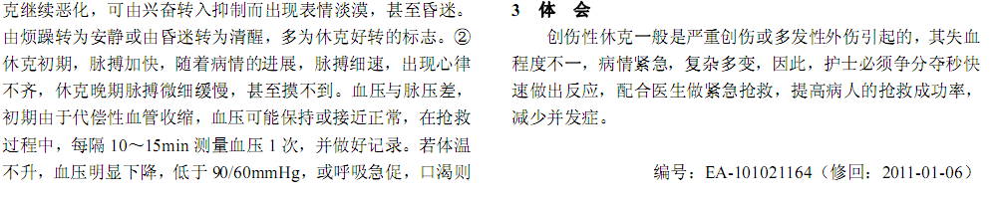 克继续恶化，可由兴奋转入抑制而出现表情淡漠，甚至昏迷。
由烦躁转为安静或由昏迷转为清醒，多为休克好转的标志。②
休克初期，脉搏加快，随着病情的进展，脉搏细速，出现心律
不齐，休克晚期脉搏微细缓慢，甚至摸不到。血压与脉压差，
初期由于代偿性血管收缩，血压可能保持或接近正常，在抢救
过程中，每隔 10～15min 测量血压 1 次，并做好记录。若体温
不升，血压明显下降，低于 90/60mmHg，或呼吸急促，口渴则
3 体 会
创伤性休克一般是严重创伤或多发性外伤引起的，其失血
程度不一，病情紧急，复杂多变，因此，护士必须争分夺秒快
速做出反应，配合医生做紧急抢救，提高病人的抢救成功率，
减少并发症。
编号：EA-101021164（修回：2011-01-06）